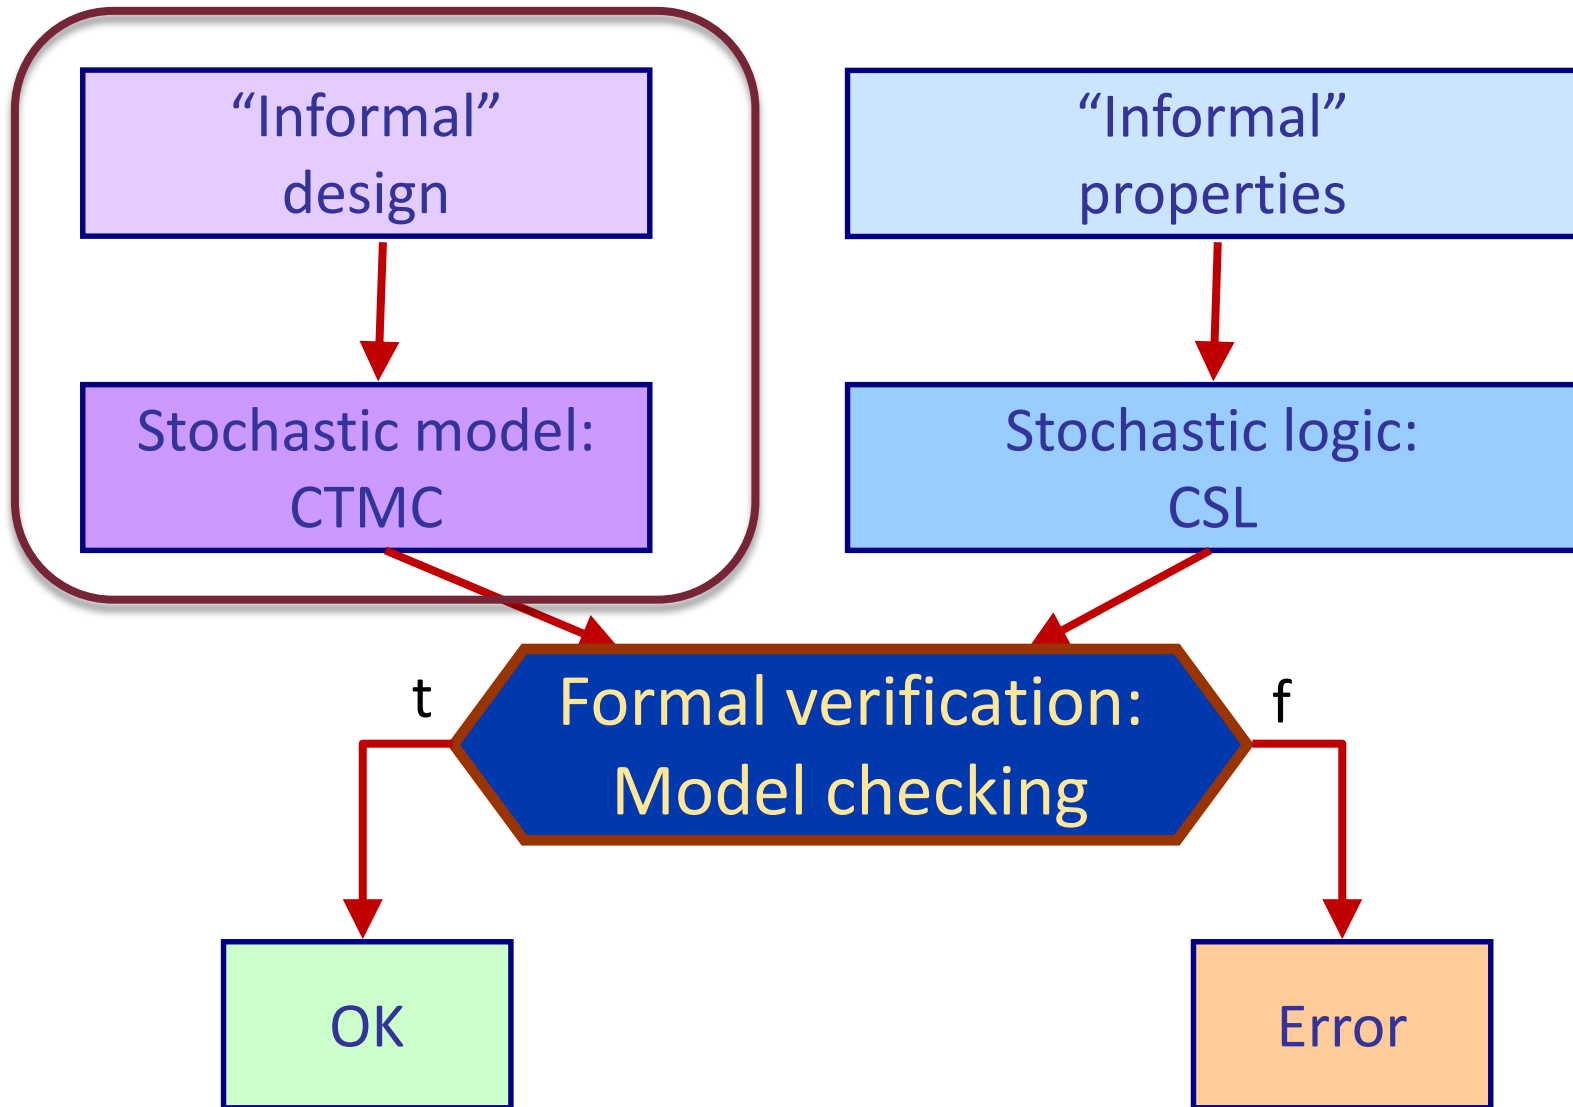 “Informal”
design
“Informal”
properties
Stochastic model:
CTMC
Stochastic logic:
CSL
t
Formal verification:
Model checking
f
OK
Error